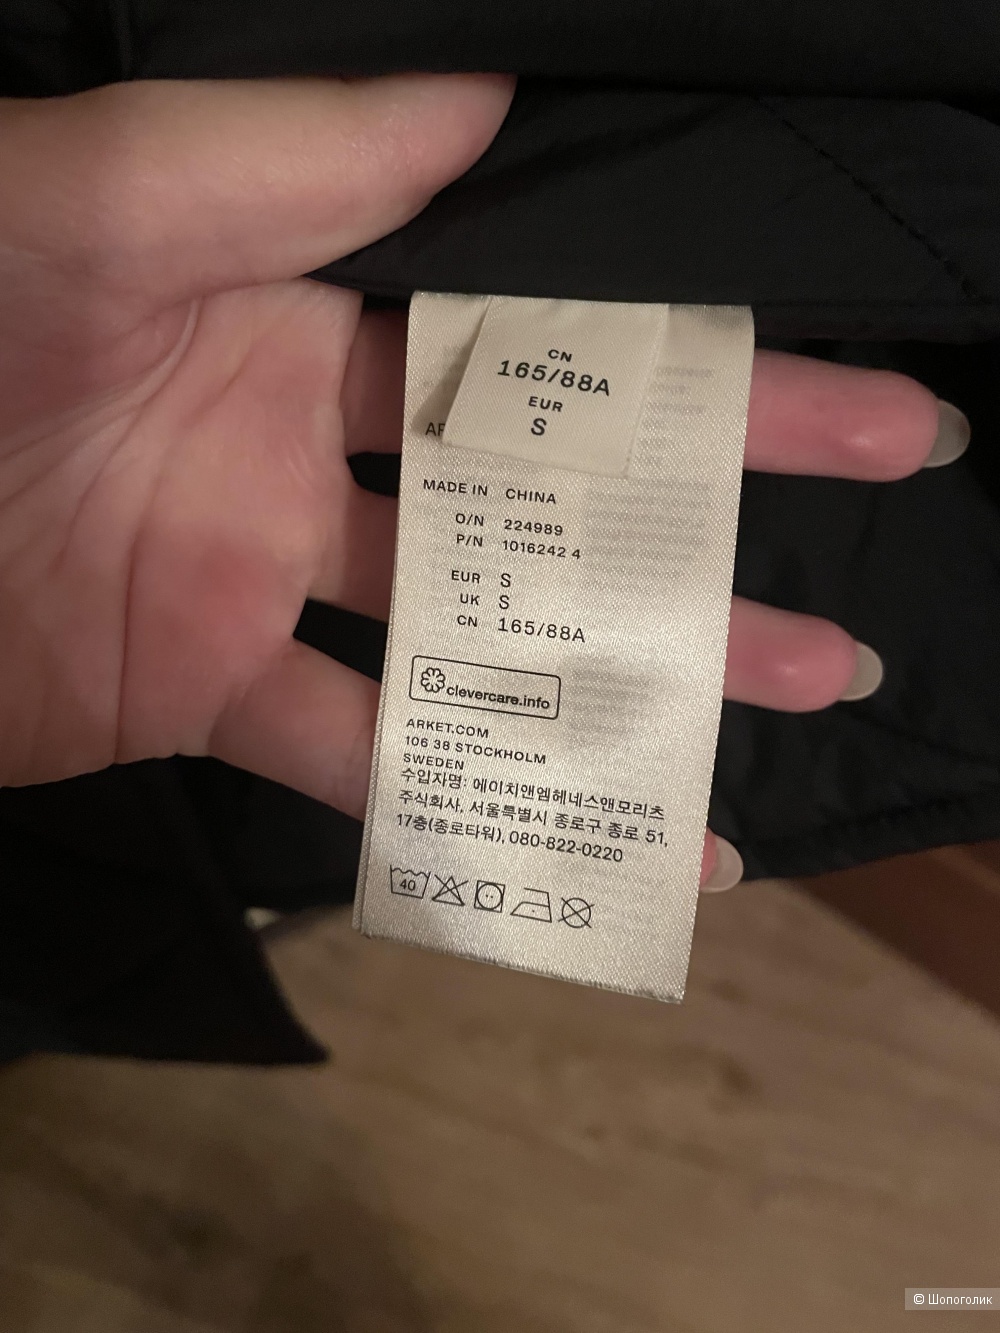 CN
165/88A
EUR
S
MADE IN CHINA
O/N 224989
P/N 1016242 4
EUR S
UK S
CN 165/88A
clevercare.info
ARKET.COM
106 38 STOCKHOLM
SWEDEN
수입자명: 에이치앤엠헤네스앤모리츠
주식회사, 서울특별시 종로구 종로 51,
17층(종로타워), 080-822-0220
40
© Шопоголик